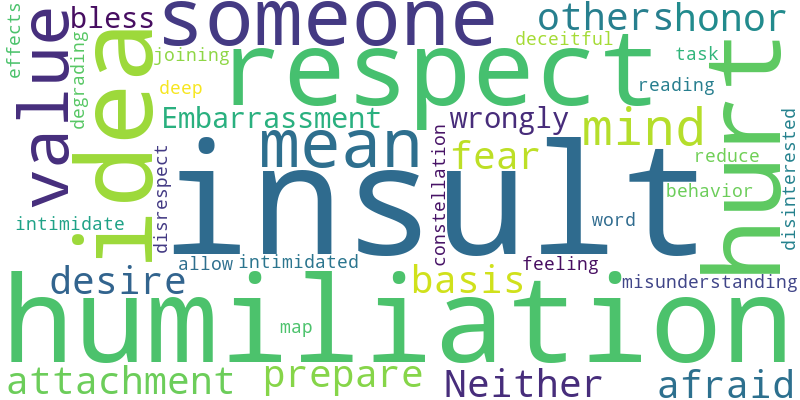 effects
bless
someone
others
honor
value
degrading
idea
joining
respect
deceitful
task
hurt
deep
reading
Embarrassment
wrongly
mind
disinterested
mean
constellation
fear
reduce
disrespect
insult
behavior
intimidate
word
allow
intimidated
feeling
desire
basis
misunderstanding
humiliation
map
attachment
prepare
Neither
afraid